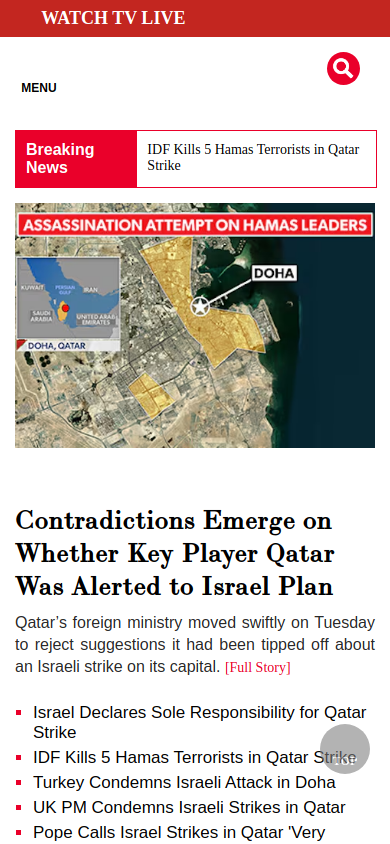 WATCH TV LIVE
MENU
Breaking
News
IDF Kills 5 Hamas Terrorists in Qatar
Strike
ASSASSINATION ATTEMPT ON HAMAS LEADERS
DOHA
KUWAIT
PERSIAN
GULF
IRAN
SAUDI
ARABIA
UNITED ARAB
EMIRATES
DOHA, QATAR
Contradictions Emerge on
Whether Key Player Qatar
Was Alerted to Israel Plan
Qatar’s foreign ministry moved swiftly on Tuesday
to reject suggestions it had been tipped off about
an Israeli strike on its capital. [Full Story]
Israel Declares Sole Responsibility for Qatar
Strike
IDF Kills 5 Hamas Terrorists in Qatar Strike
TOP
Turkey Condemns Israeli Attack in Doha
UK PM Condemns Israeli Strikes in Qatar
Pope Calls Israel Strikes in Qatar 'Very